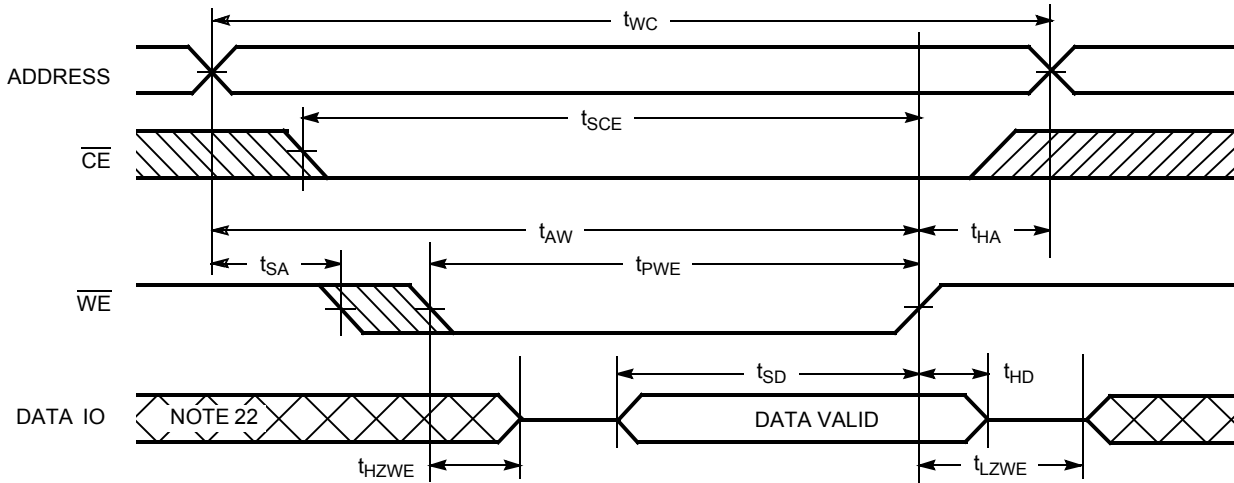 tWC
ADDRESS
tSCE
CE
tAW
tHA
tSA
tPWE
WE
tSD
tHD
DATA IO
NOTE 22
DATA VALID
tHZWE
tLZWE